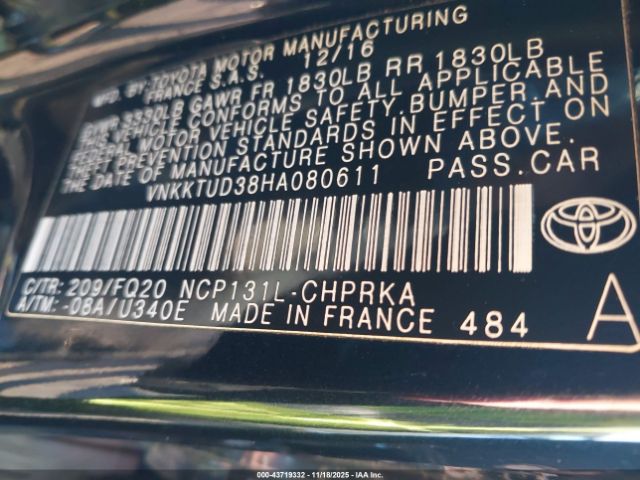 MFD. BY: TOYOTA MOTOR MANUFACTURING
FRANCE S.A.S. 12/16
GVWR 3330LB GAWR FR 1830LB RR 1830LB
THIS VEHICLE CONFORMS TO ALL APPLICABLE
FEDERAL MOTOR VEHICLE SAFETY, BUMPER AND
THEFT PREVENTION STANDARDS IN EFFECT ON
THE DATE OF MANUFACTURE SHOWN ABOVE.
VNKKTUD38HA080611 PASS.CAR
C/TR: 209/FQ20 NCP131L-CHPRKA
A/TM: -08A/U340E MADE IN FRANCE 484 A
000-43719332 11/18/2025 IAA Holdings, LLC